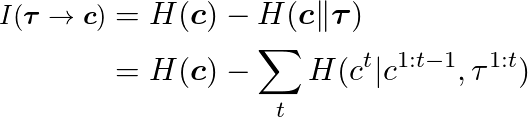 I(𝝉 → 𝒄) = H(𝒄) − H(𝒄∥𝝉)
= H(𝒄) − ∑_t H(c^t|c^{1:t−1}, τ^{1:t})